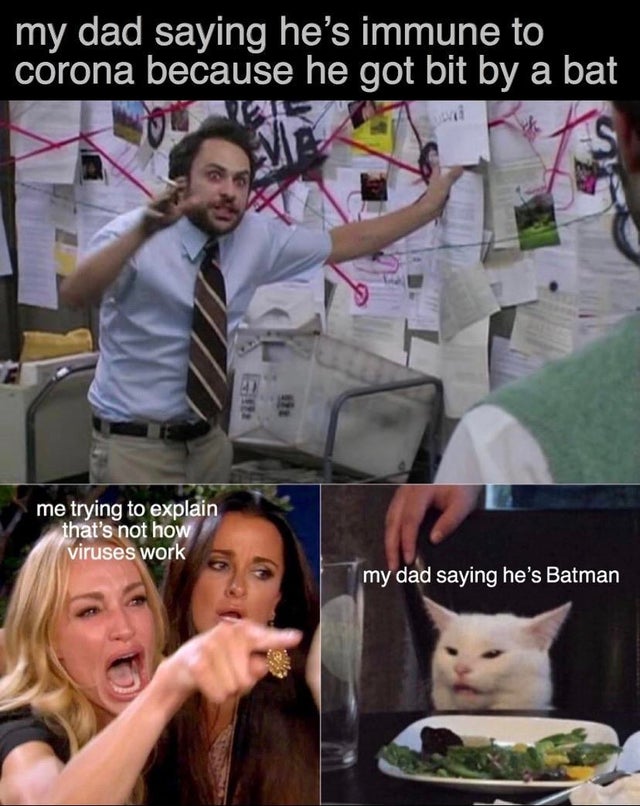 my dad saying he's immune to
corona because he got bit by a bat
me trying to explain
that's not how
viruses work
my dad saying he's Batman